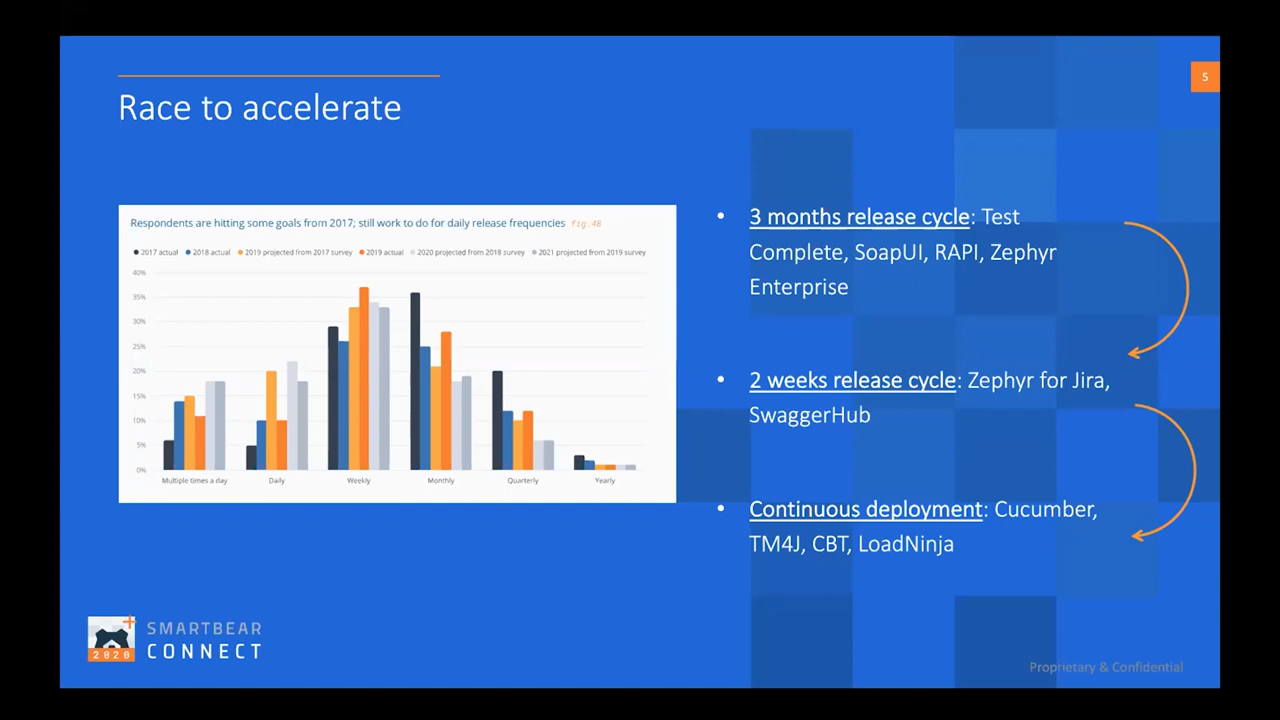 5
Race to accelerate
Respondents are hitting some goals from 2017; still work to do for daily release frequencies fig.48
2017 actual 2018 actual 2019 projected from 2017 survey 2019 actual 2020 projected from 2018 survey 2021 projected from 2019 survey
40%
35%
30%
25%
20%
15%
10%
5%
0%
Multiple times a day Daily Weekly Monthly Quarterly Yearly
• 3 months release cycle: Test
Complete, SoapUI, RAPI, Zephyr
Enterprise
• 2 weeks release cycle: Zephyr for Jira,
SwaggerHub
• Continuous deployment: Cucumber,
TM4J, CBT, LoadNinja
2020
SMARTBEAR
CONNECT
Proprietary & Confidential